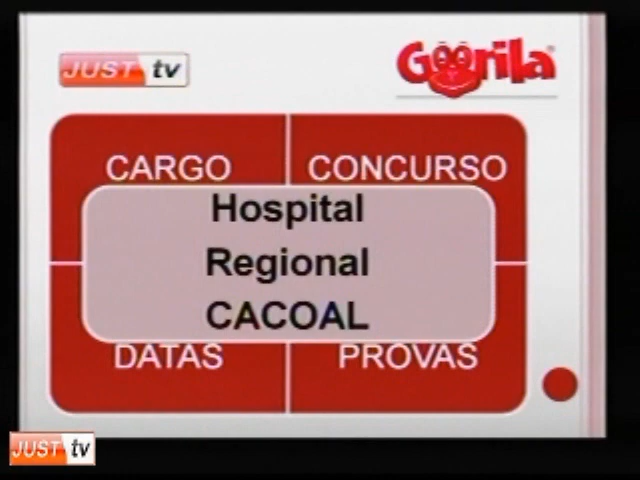 JUST tv
Goorila
CARGO
CONCURSO
Hospital
Regional
CACOAL
DATAS
PROVAS
JUST tv